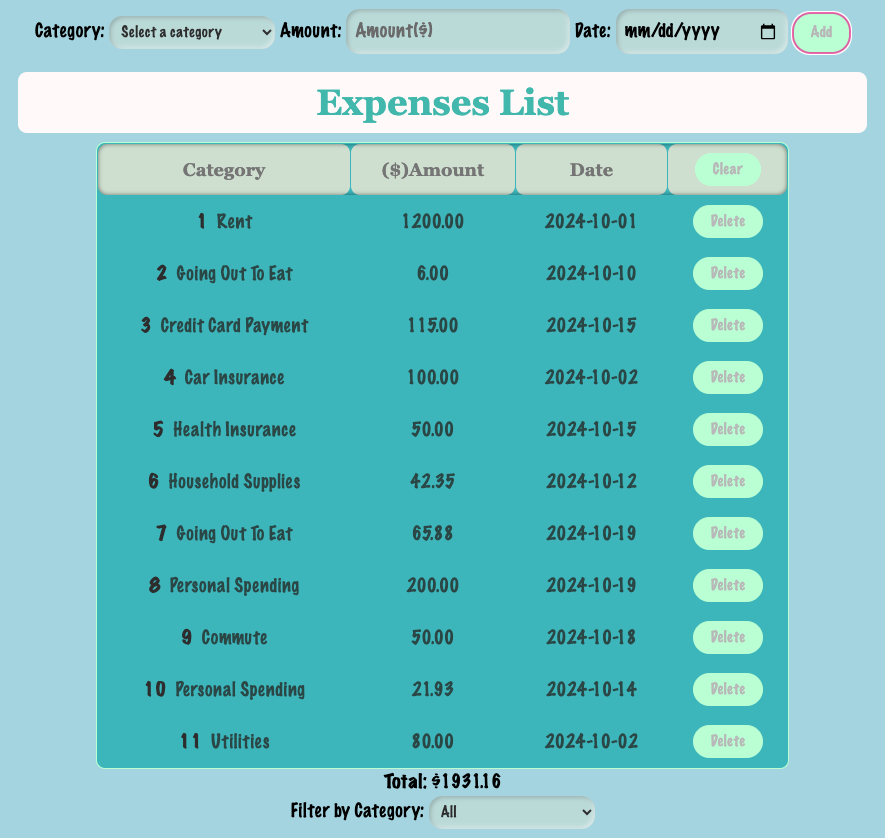 Category: Select a category Amount: Amount($) Date: mm/dd/yyyy Add
Expenses List
Category ($)Amount Date Clear
1 Rent 1200.00 2024-10-01 Delete
2 Going Out To Eat 6.00 2024-10-10 Delete
3 Credit Card Payment 115.00 2024-10-15 Delete
4 Car Insurance 100.00 2024-10-02 Delete
5 Health Insurance 50.00 2024-10-15 Delete
6 Household Supplies 42.35 2024-10-12 Delete
7 Going Out To Eat 65.88 2024-10-19 Delete
8 Personal Spending 200.00 2024-10-19 Delete
9 Commute 50.00 2024-10-18 Delete
10 Personal Spending 21.93 2024-10-14 Delete
11 Utilities 80.00 2024-10-02 Delete
Total: $1931.16
Filter by Category: All